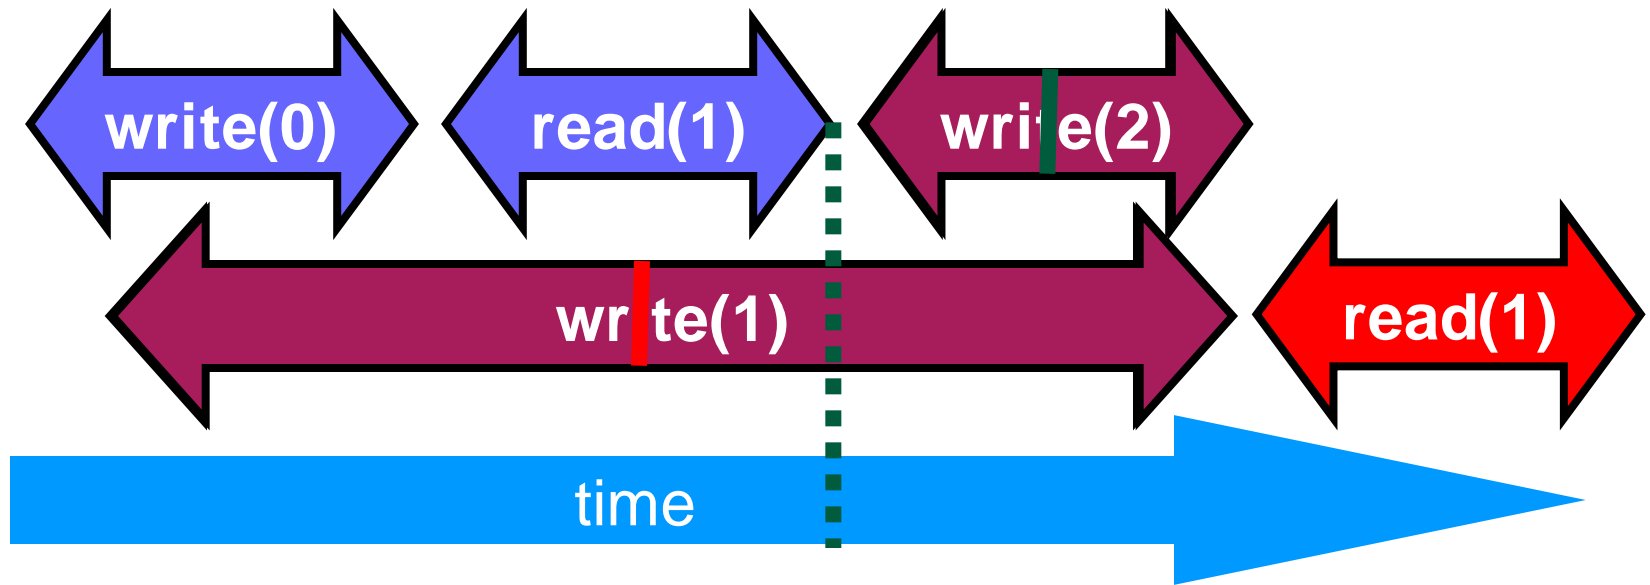 write(0) read(1) write(2)
write(1) read(1)
time